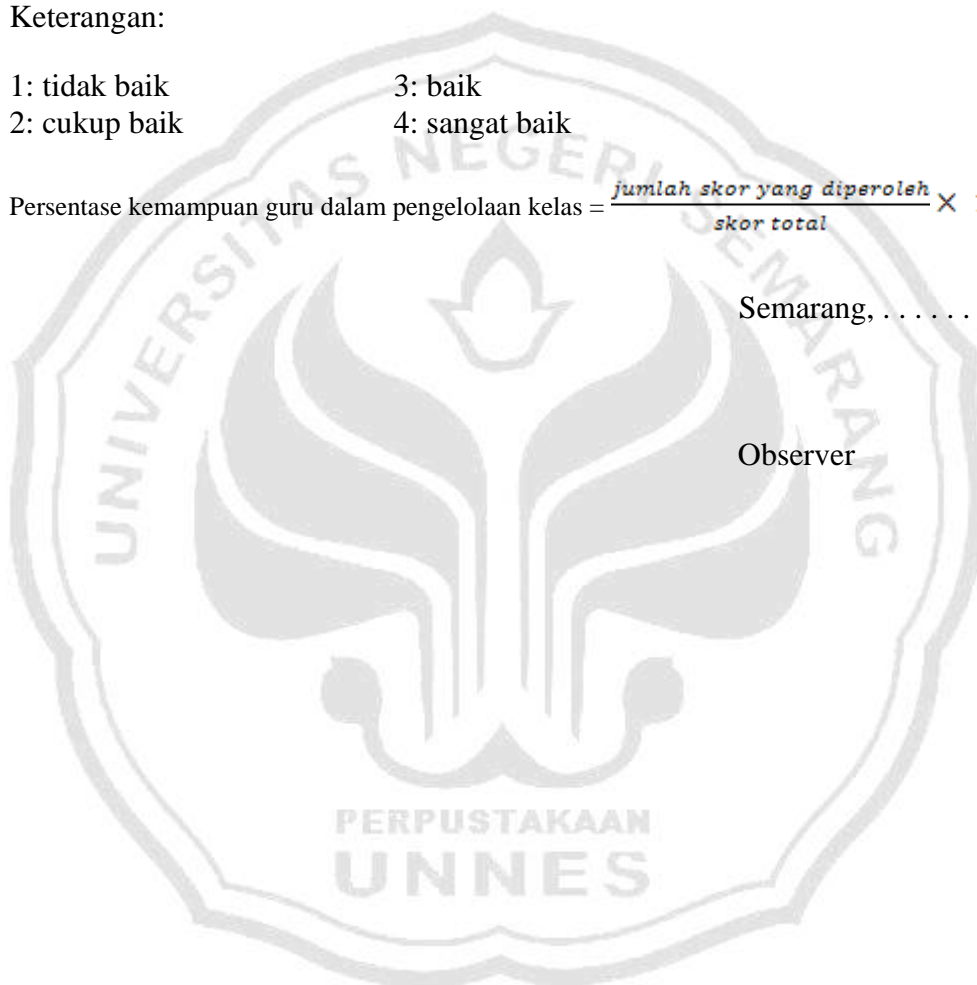 Keterangan:
1: tidak baik 3: baik
2: cukup baik 4: sangat baik
Persentase kemampuan guru dalam pengelolaan kelas = jumlah skor yang diperoleh
skor total
×
Semarang, . . . . . .
Observer
UNIVERSITAS NEGERI SEMARANG
PERPUSTAKAAN
UNNES